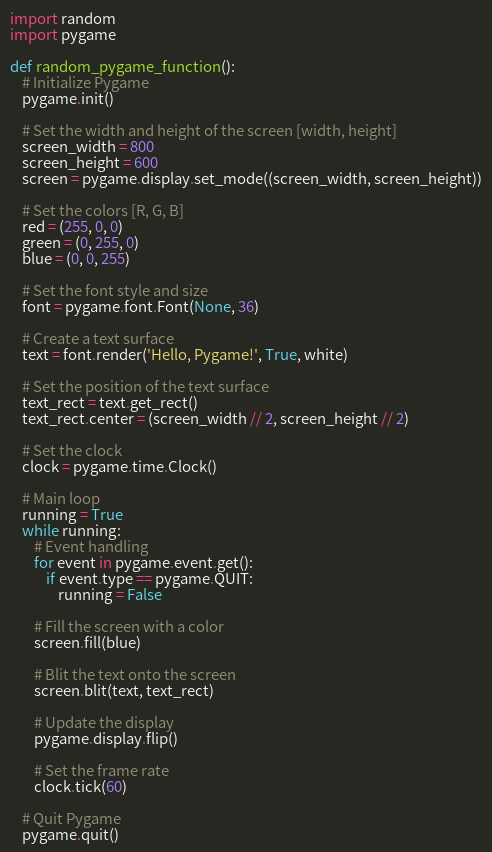 import random
import pygame

def random_pygame_function():
    # Initialize Pygame
    pygame.init()

    # Set the width and height of the screen [width, height]
    screen_width = 800
    screen_height = 600
    screen = pygame.display.set_mode((screen_width, screen_height))

    # Set the colors [R, G, B]
    red = (255, 0, 0)
    green = (0, 255, 0)
    blue = (0, 0, 255)

    # Set the font style and size
    font = pygame.font.Font(None, 36)

    # Create a text surface
    text = font.render('Hello, Pygame!', True, white)

    # Set the position of the text surface
    text_rect = text.get_rect()
    text_rect.center = (screen_width // 2, screen_height // 2)

    # Set the clock
    clock = pygame.time.Clock()

    # Main loop
    running = True
    while running:
        # Event handling
        for event in pygame.event.get():
            if event.type == pygame.QUIT:
                running = False

        # Fill the screen with a color
        screen.fill(blue)

        # Blit the text onto the screen
        screen.blit(text, text_rect)

        # Update the display
        pygame.display.flip()

        # Set the frame rate
        clock.tick(60)

    # Quit Pygame
    pygame.quit()